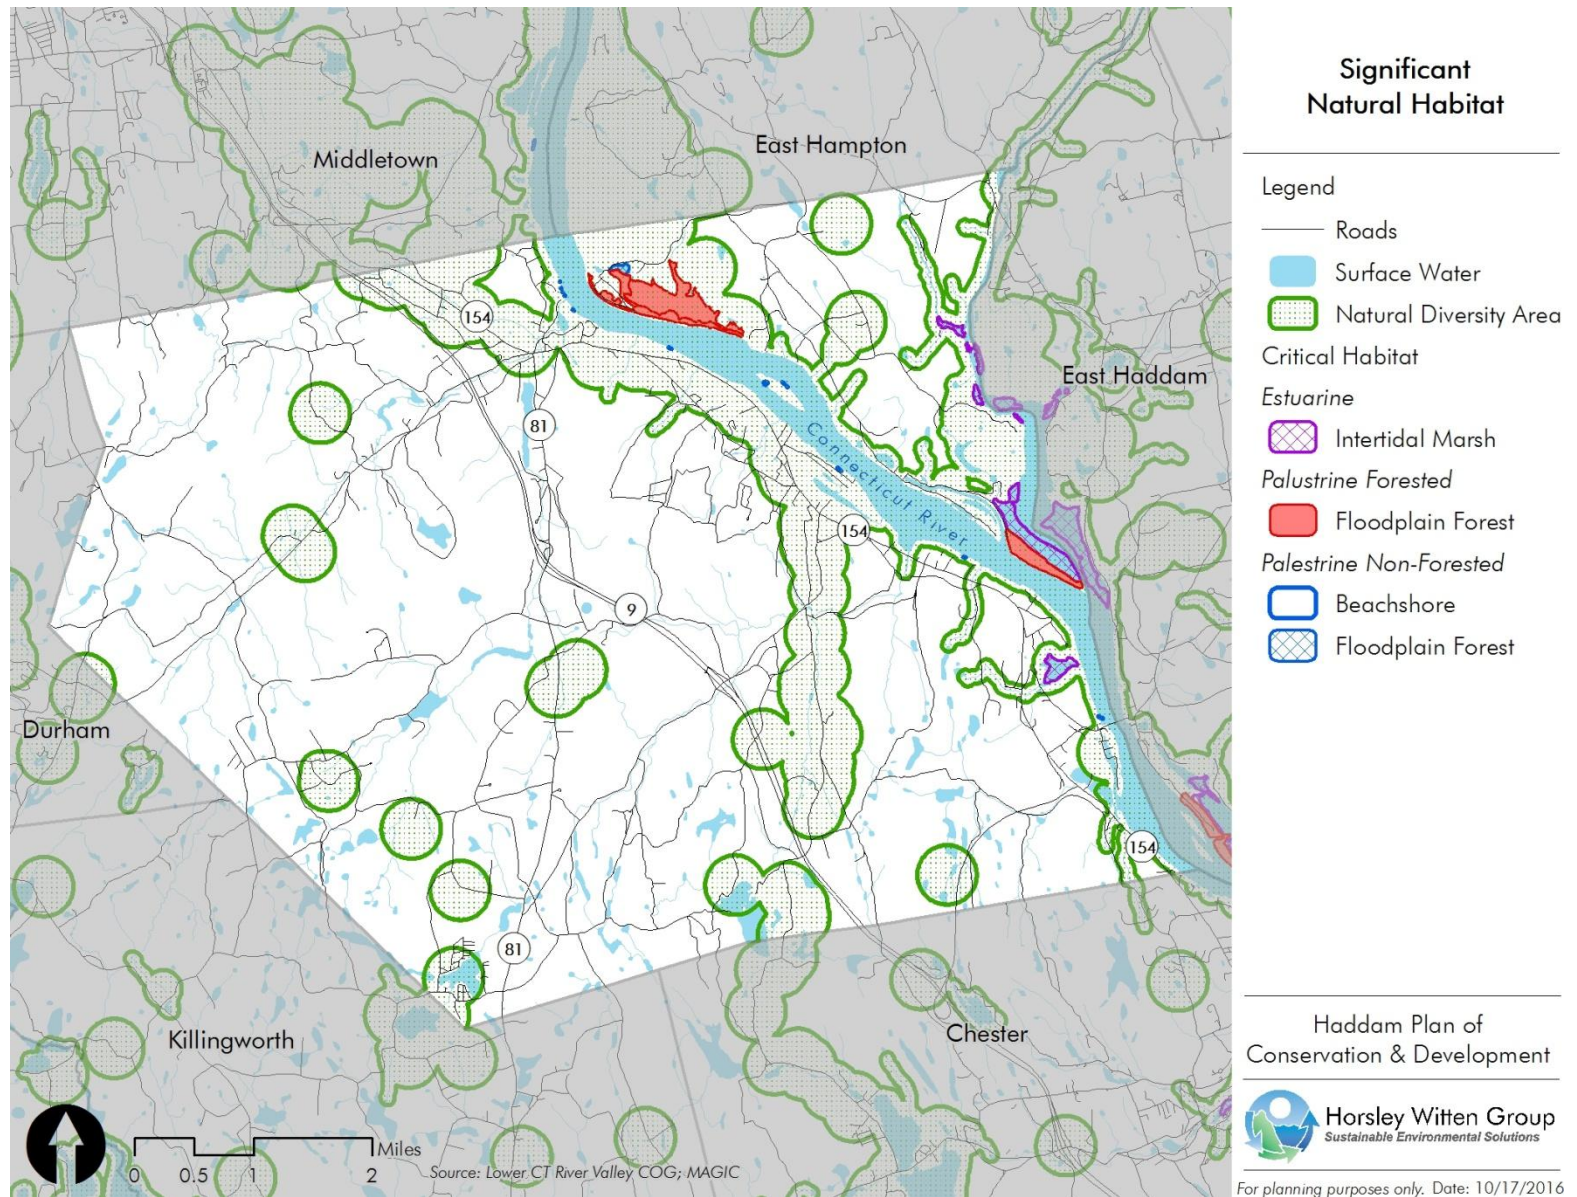 Significant
Natural Habitat
Legend
Roads
Surface Water
Natural Diversity Area
Critical Habitat
Estuarine
Intertidal Marsh
Palustrine Forested
Floodplain Forest
Palestrine Non-Forested
Beachshore
Floodplain Forest
Middletown
East Hampton
154
East Haddam
81
Connecticut River
154
9
Durham
154
81
Killingworth
Chester
Miles
0 0.5 1 2
Source: Lower CT River Valley COG; MAGIC
Haddam Plan of
Conservation & Development
Horsley Witten Group
Sustainable Environmental Solutions
For planning purposes only. Date: 10/17/2016